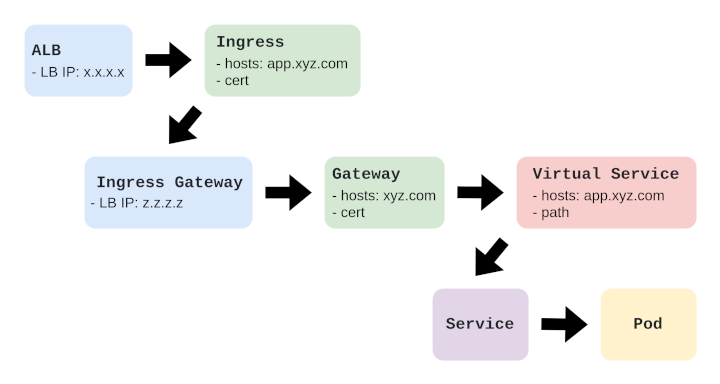 ALB
- LB IP: x.x.x.x
Ingress
- hosts: app.xyz.com
- cert
Ingress Gateway
- LB IP: z.z.z.z
Gateway
- hosts: xyz.com
- cert
Virtual Service
- hosts: app.xyz.com
- path
Service
Pod